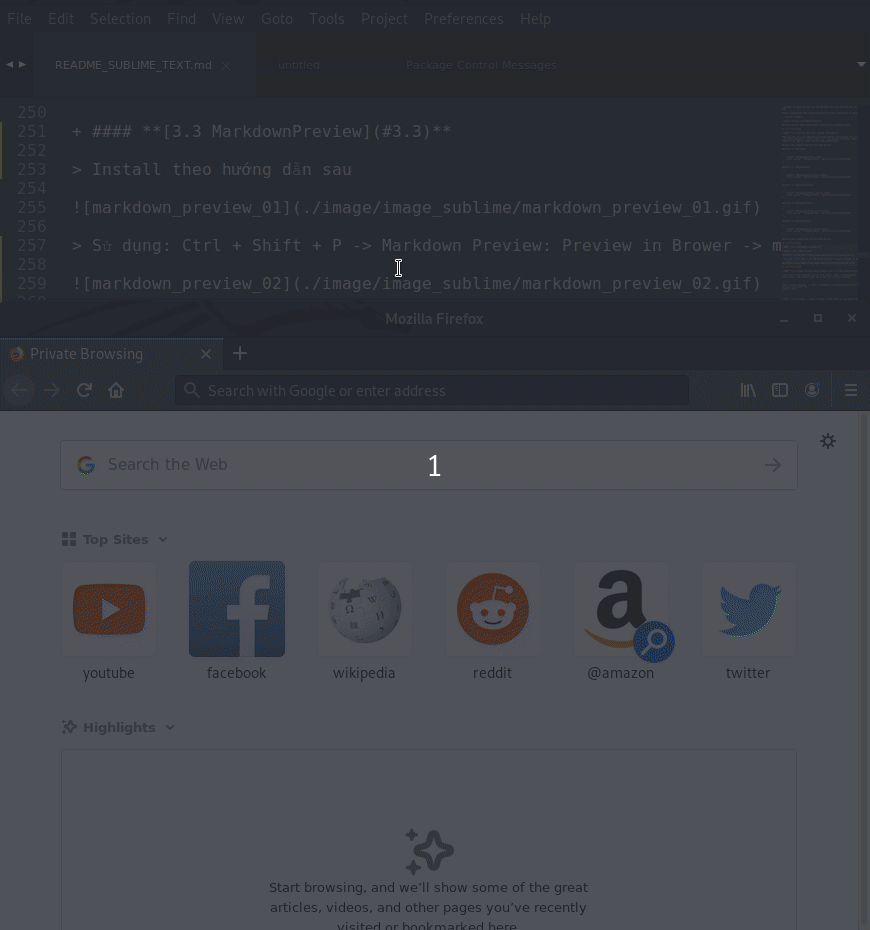 File Edit Selection Find View Goto Tools Project Preferences Help
README_SUBLIME_TEXT.md untitled Package Control Messages
250
251 + #### **[3.3 MarkdownPreview](#3.3)**
252
253 > Install theo hướng dẫn sau
254
255 ![markdown_preview_01](./image/image_sublime/markdown_preview_01.gif)
256
257 > Sử dụng: Ctrl + Shift + P -> Markdown Preview: Preview in Brower -> m
258
259 ![markdown_preview_02](./image/image_sublime/markdown_preview_02.gif)
Mozilla Firefox
Private Browsing
Search with Google or enter address
Search the Web
1
Top Sites
youtube facebook wikipedia reddit @amazon twitter
Highlights
Start browsing, and we'll show some of the great
articles, videos, and other pages you've recently
visited or bookmarked here.